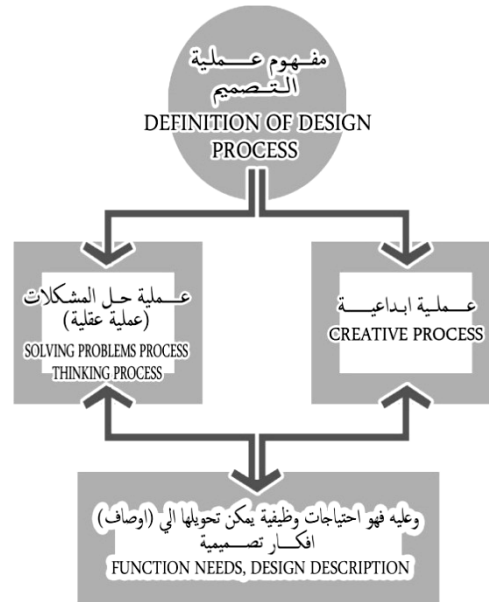 مفهوم عملية
التصميم
DEFINITION OF DESIGN
PROCESS
عملية حل المشكلات
(عملية عقلية)
SOLVING PROBLEMS PROCESS
THINKING PROCESS
عملية ابداعية
CREATIVE PROCESS
وعليه فهو احتياجات وظيفية يمكن تحويلها الي (اوصاف)
افكار تصميمية
FUNCTION NEEDS, DESIGN DESCRIPTION